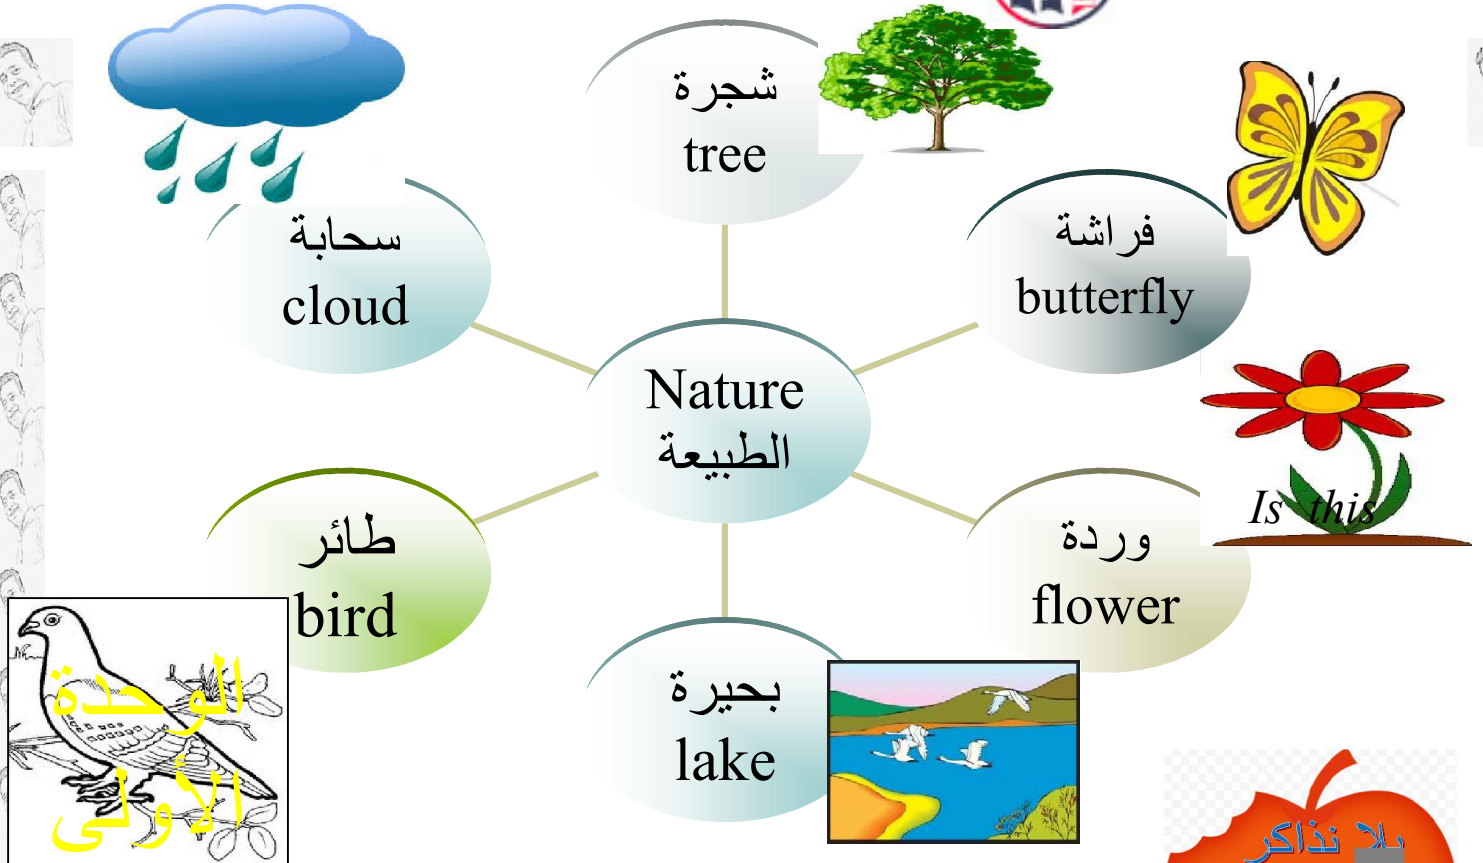 شجرة
tree
سحابة
cloud
فراشة
butterfly
Nature
الطبيعة
Is this
طائر
bird
وردة
flower
بحيرة
lake
الوحدة
الأولى
يلا نذاكر